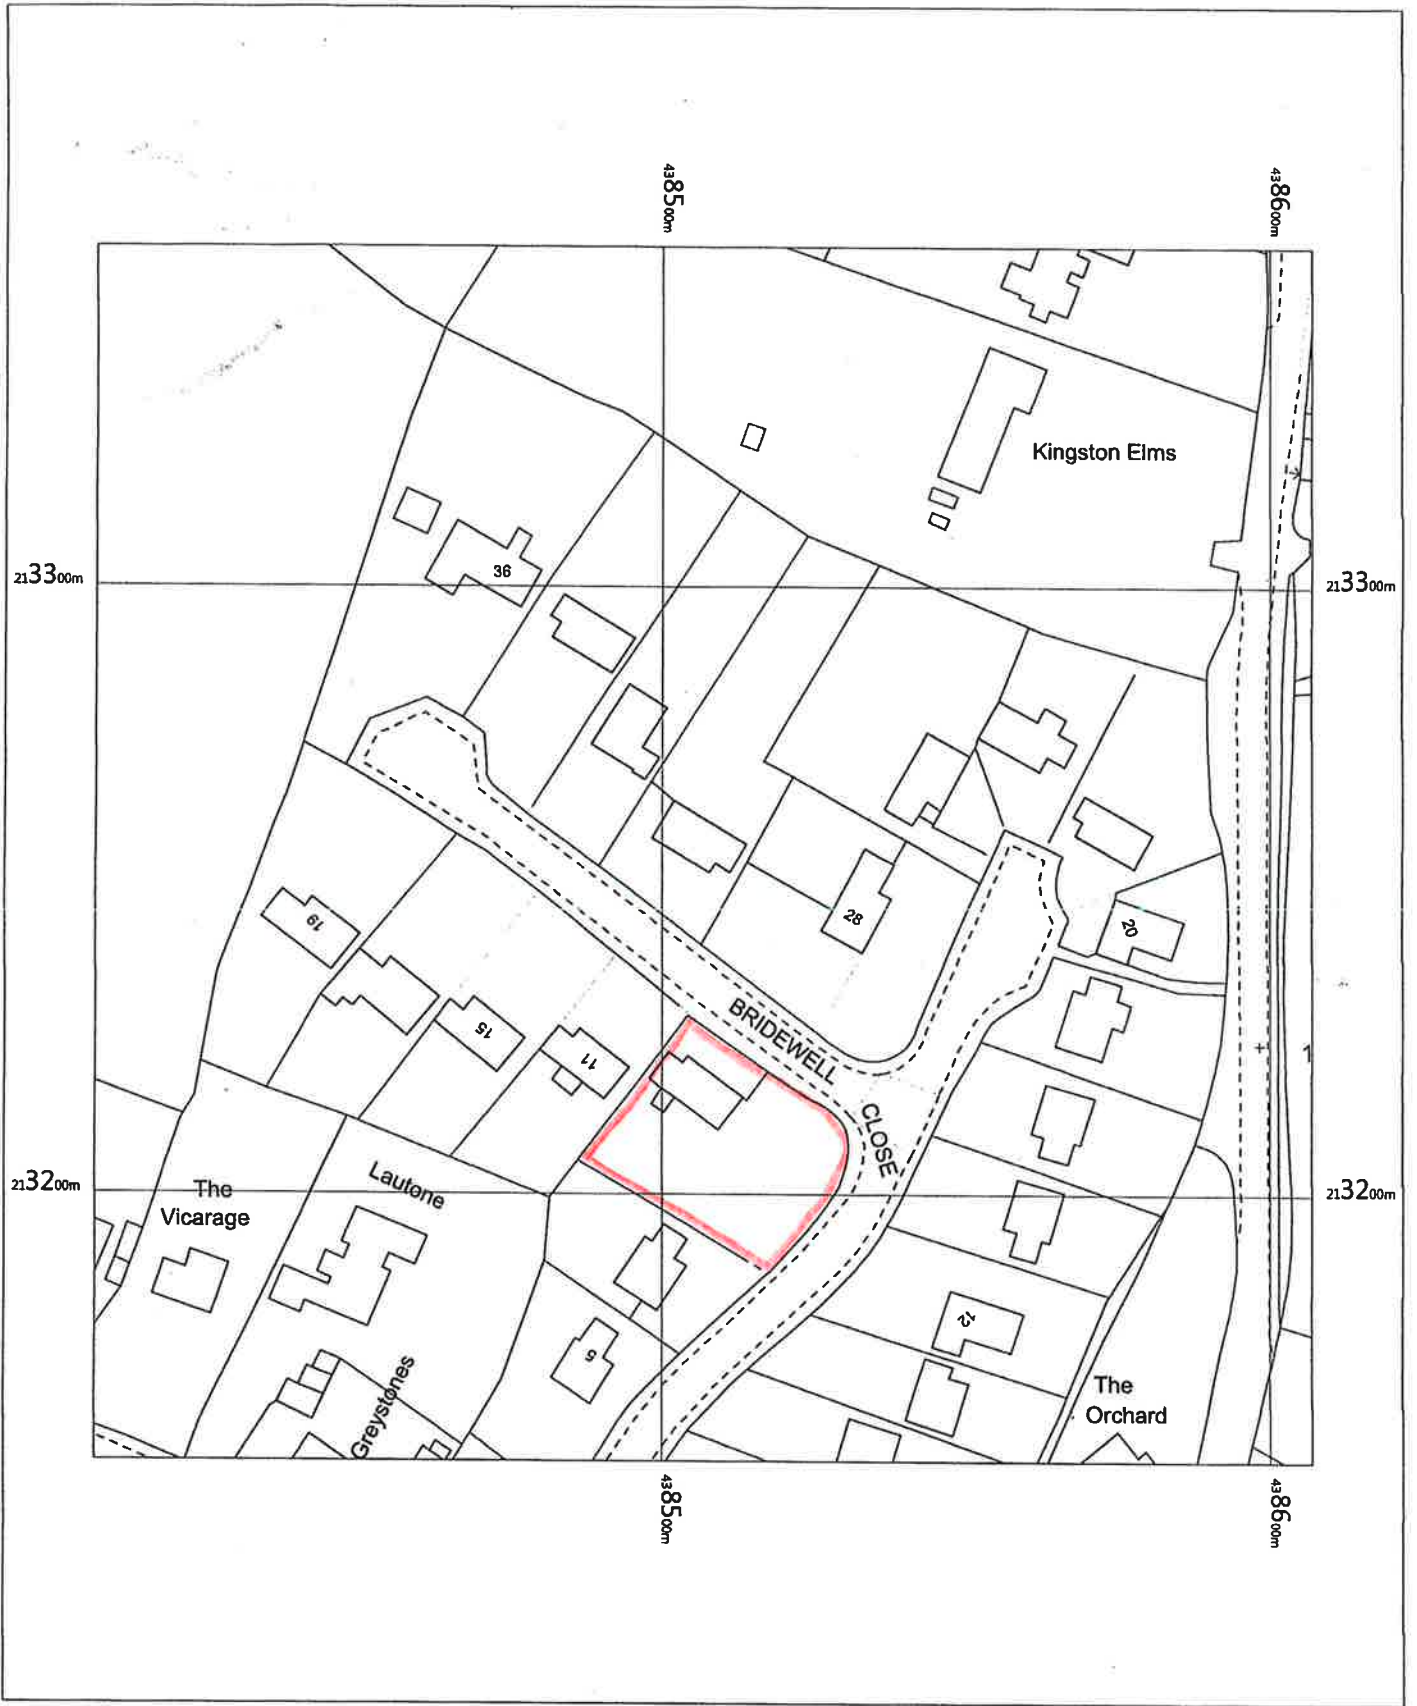 438500m
438600m
Kingston Elms
36
213300m
213300m
28
20
19
15
11
BRIDEWELL
CLOSE
213200m
213200m
The
Vicarage
Lautone
5
12
Greystones
The
Orchard
438500m
438600m